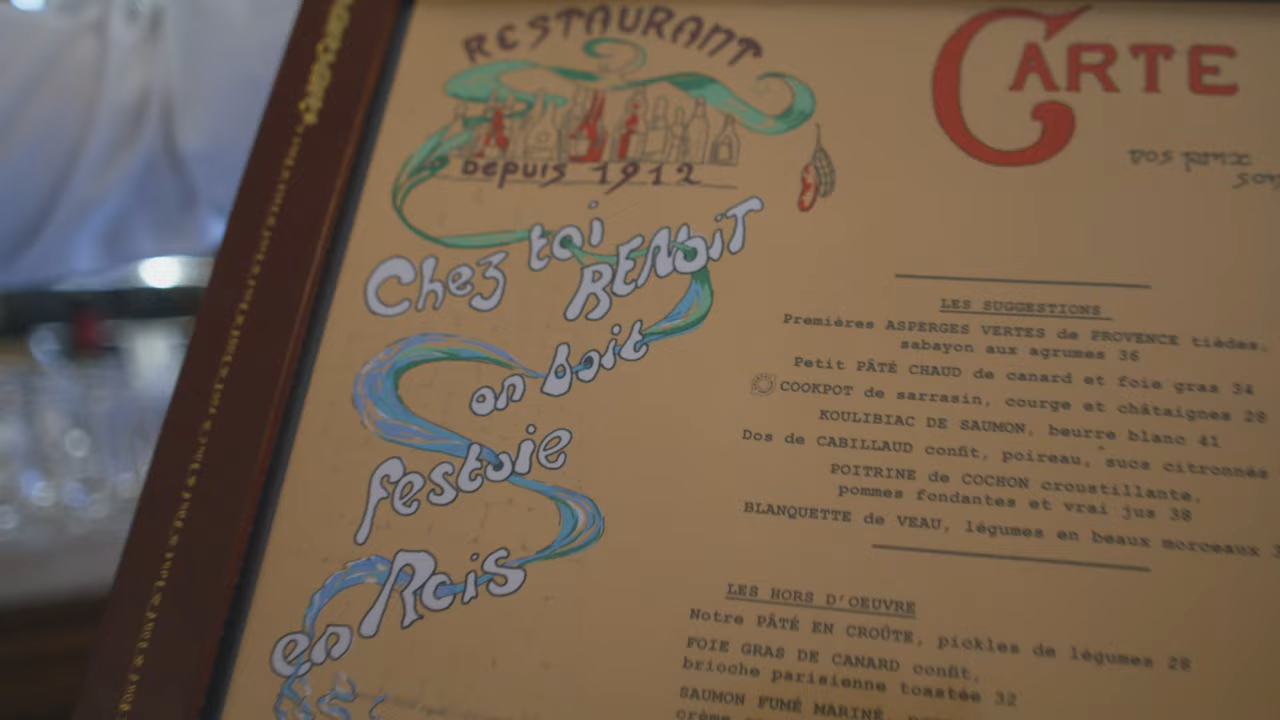 RESTAURANT
DEPUIS 1912
Chez toi
BENOIT
on boit
festoie
en Rois
CARTE
LES SUGGESTIONS
Premières ASPERGES VERTES de PROVENCE tièdes,
sabayon aux agrumes 36
Petit PÂTÉ CHAUD de canard et foie gras 34
COOKPOT de sarrasin, courge et châtaignes 28
KOULIBIAC DE SAUMON, beurre blanc 41
Dos de CABILLAUD confit, poireau, sucs citronnés
POITRINE de COCHON croustillante,
pommes fondantes et vrai jus 38
BLANQUETTE de VEAU, légumes en beaux morceaux
LES HORS D'OEUVRE
Notre PÂTÉ EN CROÛTE, pickles de légumes 28
FOIE GRAS DE CANARD confit,
brioche parisienne toastée 32
SAUMON FUMÉ MARINÉ,